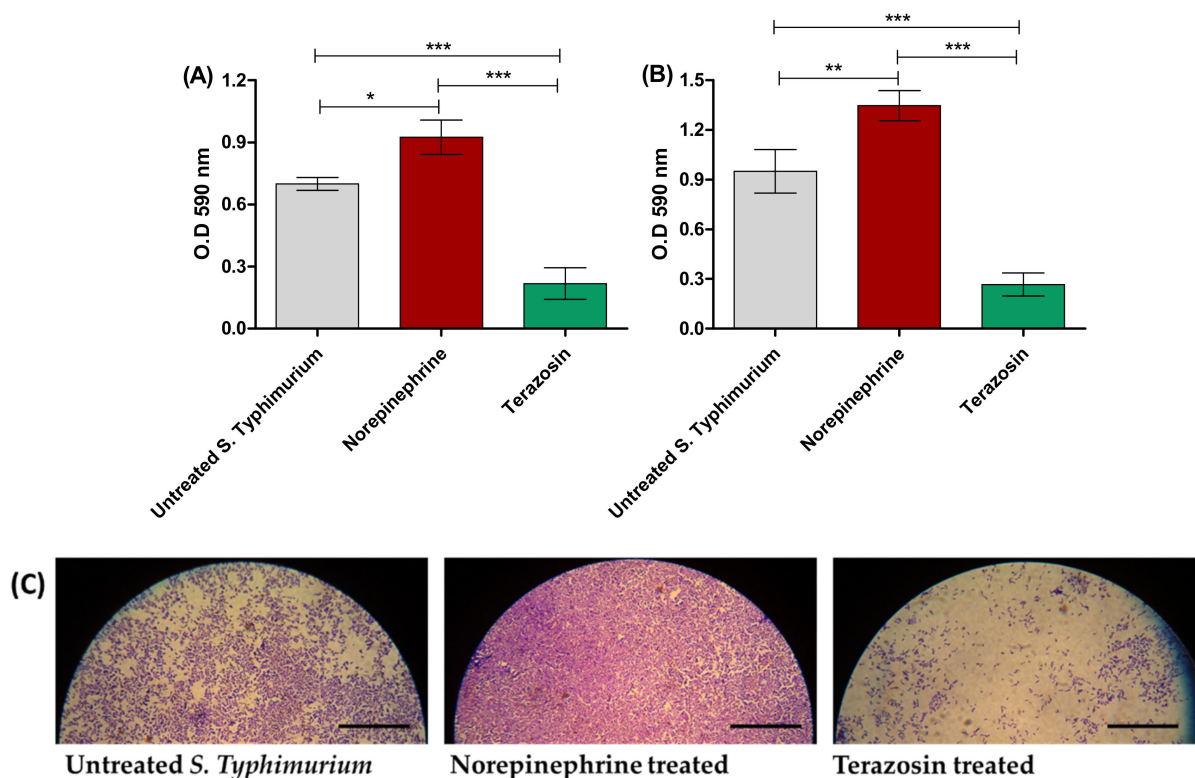 (A)
***
***
*
1.2
0.9
0.6
0.3
0.0
O.D 590 nm
Untreated S. Typhimurium
Norepinephrine
Terazosin
(B)
***
**
***
1.5
1.2
0.9
0.6
0.3
0.0
O.D 590 nm
Untreated S. Typhimurium
Norepinephrine
Terazosin
(C)
Untreated S. Typhimurium
Norepinephrine treated
Terazosin treated